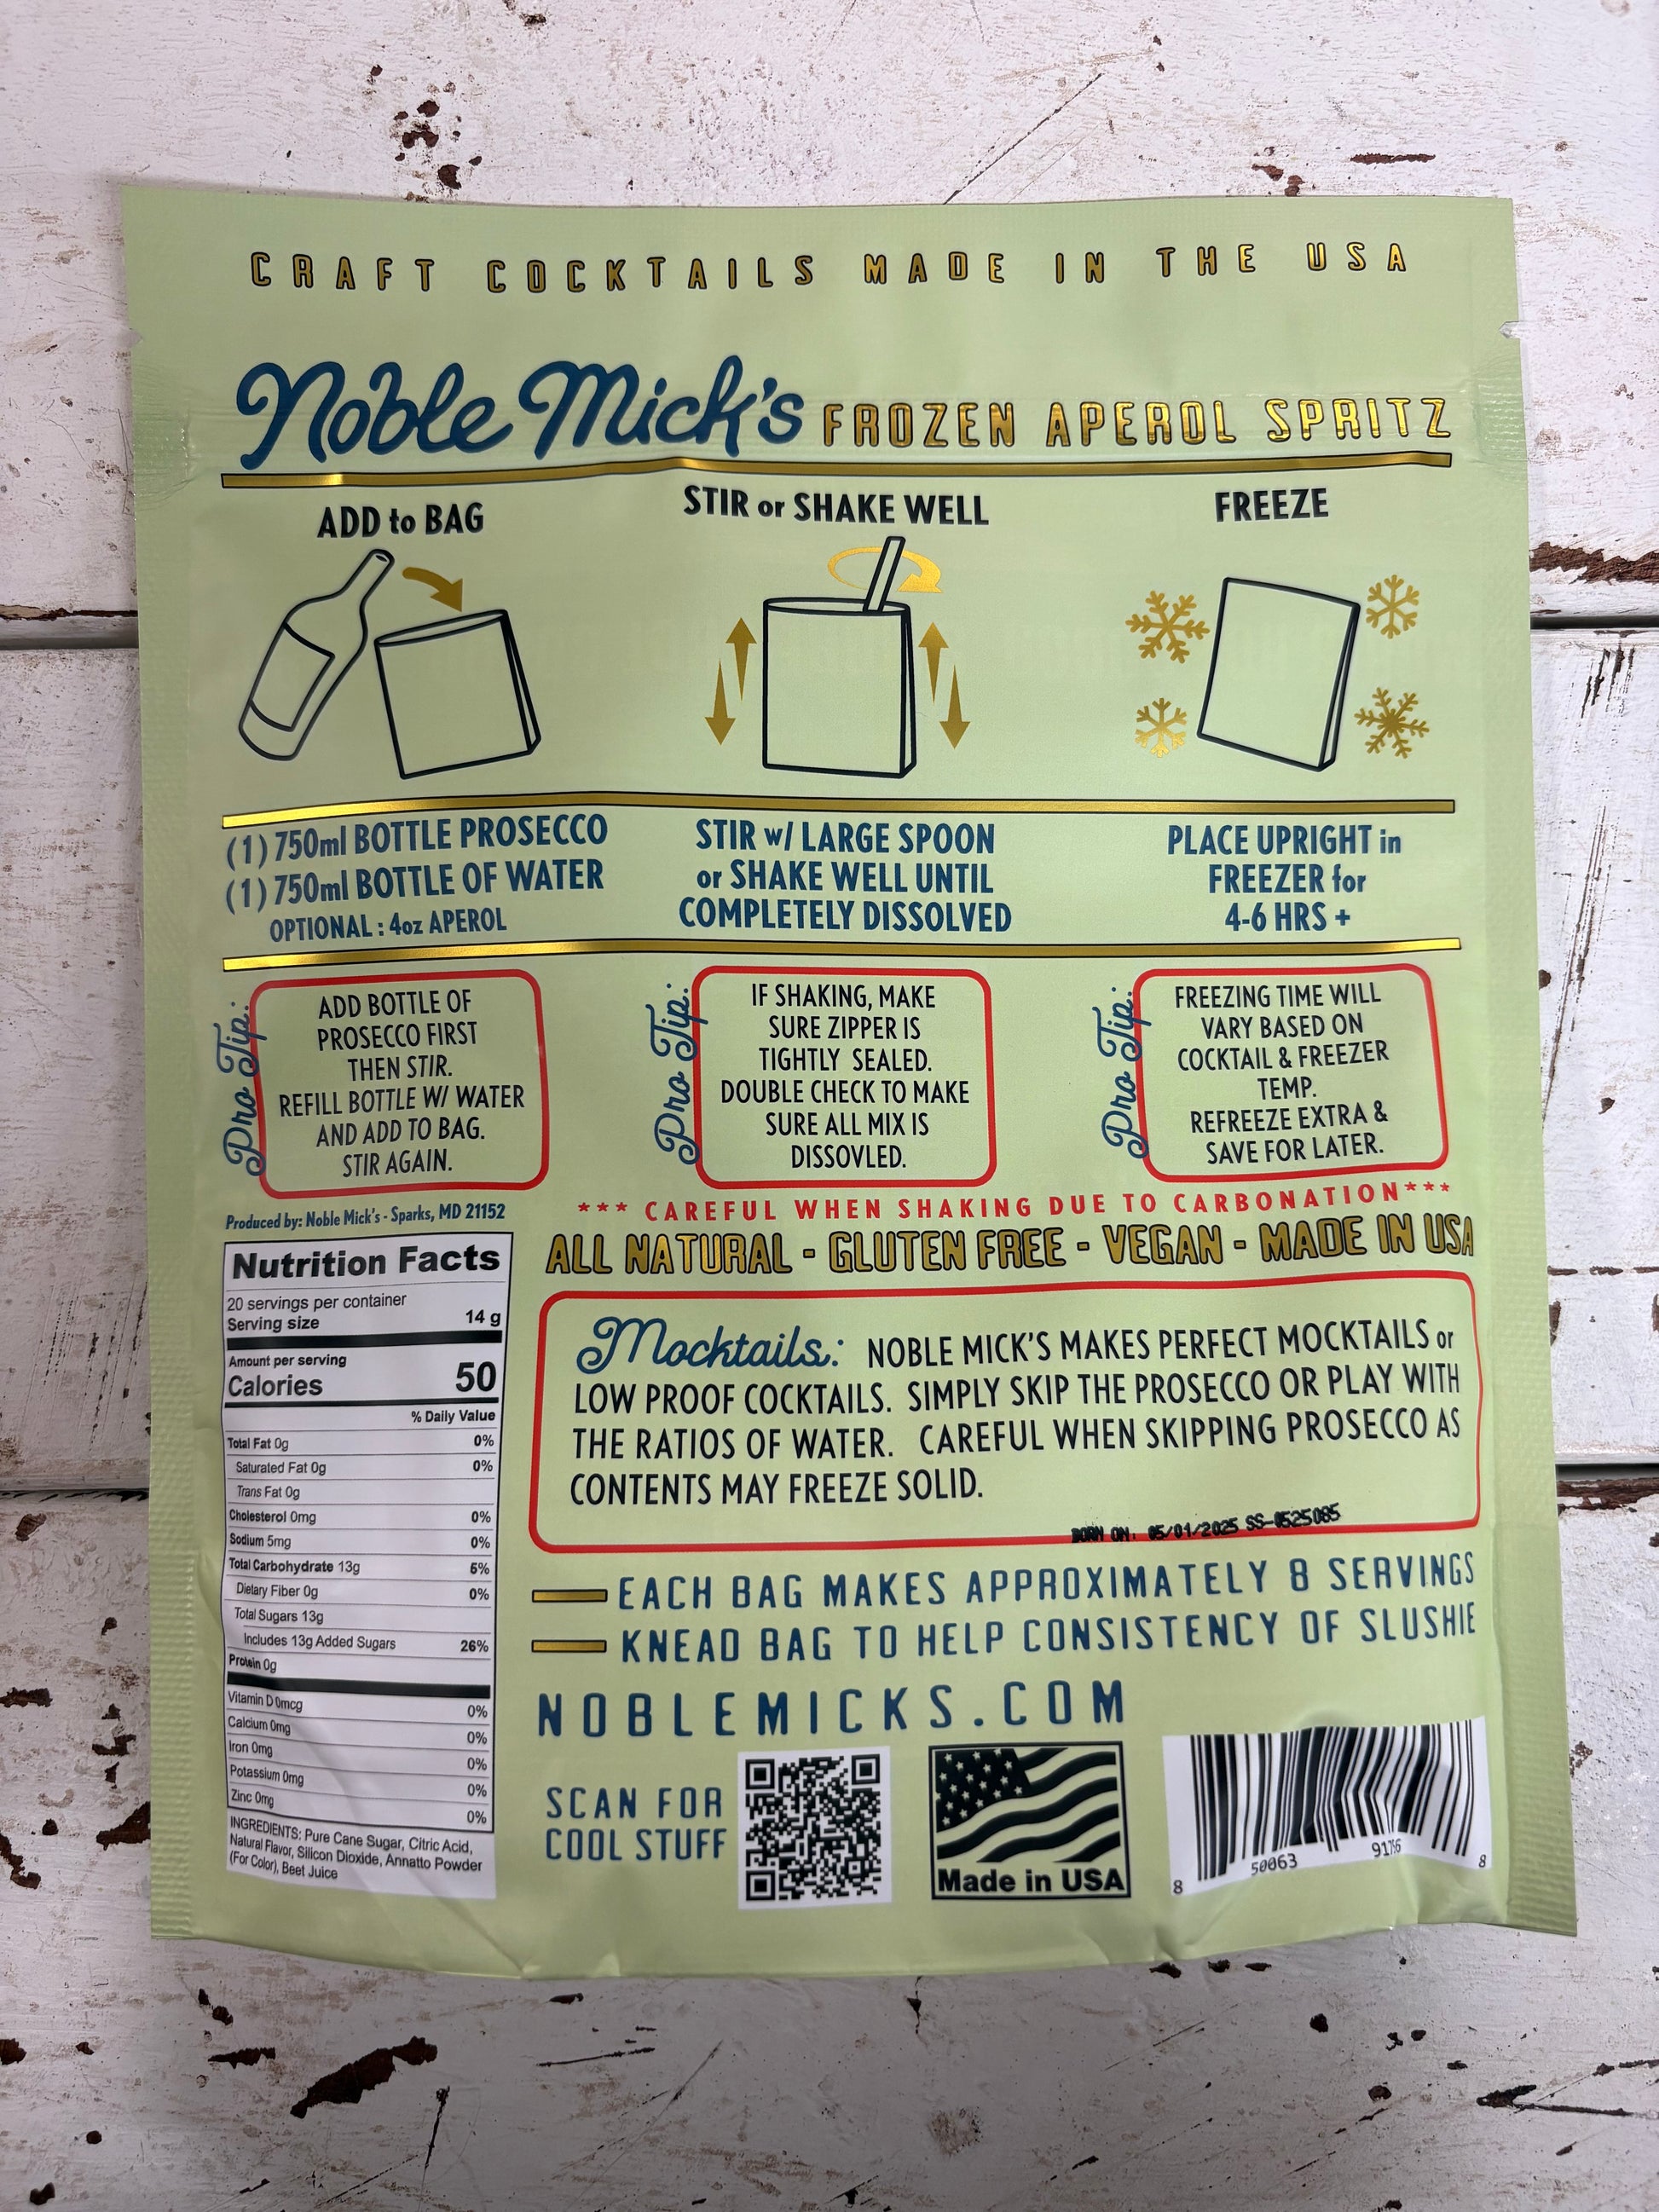 CRAFT COCKTAILS MADE IN THE USA
Noble Mick's FROZEN APEROL SPRITZ
ADD to BAG
STIR or SHAKE WELL
FREEZE
(1) 750ml BOTTLE PROSECCO
(1) 750ml BOTTLE OF WATER
OPTIONAL : 4oz APEROL
STIR w/ LARGE SPOON
or SHAKE WELL UNTIL
COMPLETELY DISSOLVED
PLACE UPRIGHT in
FREEZER for
4-6 HRS +
Pro Tip:
ADD BOTTLE OF
PROSECCO FIRST
THEN STIR.
REFILL BOTTLE W/ WATER
AND ADD TO BAG.
STIR AGAIN.
Pro Tip:
IF SHAKING, MAKE
SURE ZIPPER IS
TIGHTLY SEALED.
DOUBLE CHECK TO MAKE
SURE ALL MIX IS
DISSOVLED.
Pro Tip:
FREEZING TIME WILL
VARY BASED ON
COCKTAIL & FREEZER
TEMP.
REFREEZE EXTRA &
SAVE FOR LATER.
*** CAREFUL WHEN SHAKING DUE TO CARBONATION***
ALL NATURAL - GLUTEN FREE - VEGAN - MADE IN USA
Produced by: Noble Mick's - Sparks, MD 21152
Nutrition Facts
20 servings per container
Serving size 14 g
Amount per serving
Calories 50
% Daily Value
Total Fat 0g 0%
Saturated Fat 0g 0%
Trans Fat 0g
Cholesterol 0mg 0%
Sodium 5mg 0%
Total Carbohydrate 13g 5%
Dietary Fiber 0g 0%
Total Sugars 13g
Includes 13g Added Sugars 26%
Protein 0g
Vitamin D 0mcg 0%
Calcium 0mg 0%
Iron 0mg 0%
Potassium 0mg 0%
Zinc 0mg 0%
INGREDIENTS: Pure Cane Sugar, Citric Acid,
Natural Flavor, Silicon Dioxide, Annatto Powder
(For Color), Beet Juice
Mocktails: NOBLE MICK'S MAKES PERFECT MOCKTAILS or
LOW PROOF COCKTAILS. SIMPLY SKIP THE PROSECCO OR PLAY WITH
THE RATIOS OF WATER. CAREFUL WHEN SKIPPING PROSECCO AS
CONTENTS MAY FREEZE SOLID.
BORN ON: 05/01/2025 SS-0525085
EACH BAG MAKES APPROXIMATELY 8 SERVINGS
KNEAD BAG TO HELP CONSISTENCY OF SLUSHIE
NOBLEMICKS.COM
SCAN FOR
COOL STUFF
Made in USA
8 50063 8